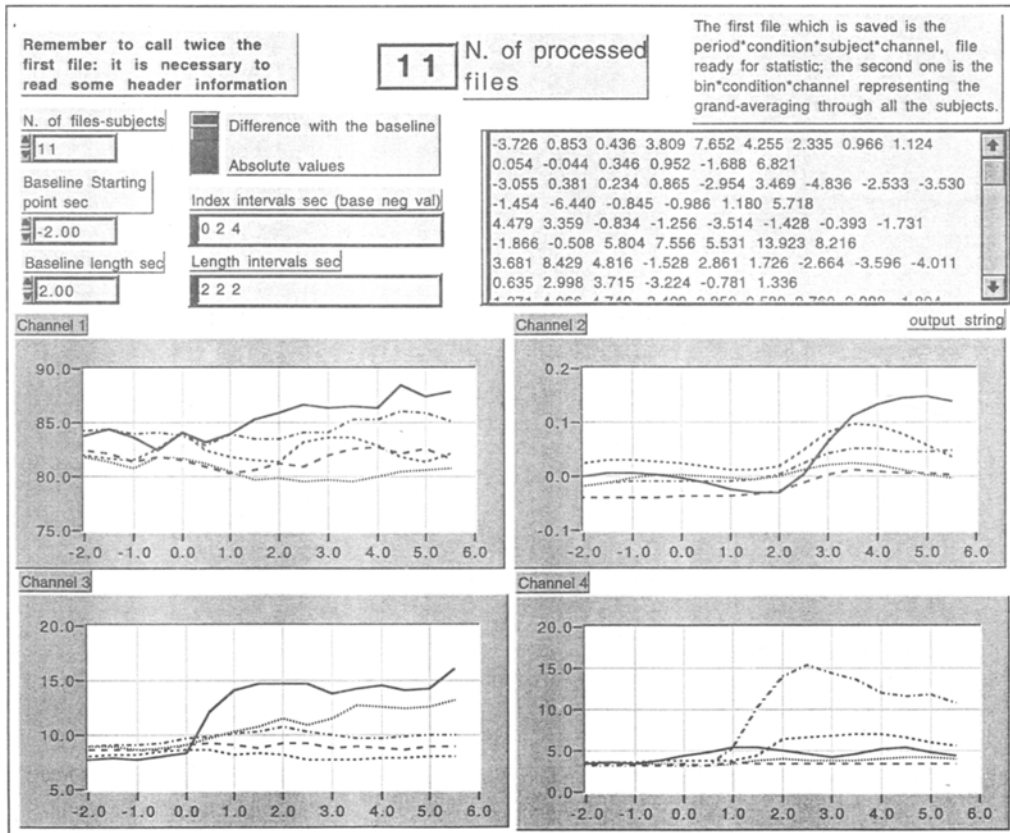 Remember to call twice the
first file: it is necessary to
read some header information
11
N. of processed
files
The first file which is saved is the
period*condition*subject*channel, file
ready for statistic; the second one is the
bin*condition*channel representing the
grand-averaging through all the subjects.
N. of files-subjects
11
Difference with the baseline
Absolute values
Baseline Starting
point sec
-2.00
Index intervals sec (base neg val)
0 2 4
Baseline length sec
2.00
Length intervals sec
2 2 2
-3.726 0.853 0.436 3.809 7.652 4.255 2.335 0.966 1.124
0.054 -0.044 0.346 0.952 -1.688 6.821
-3.055 0.381 0.234 0.865 -2.954 3.469 -4.836 -2.533 -3.530
-1.454 -6.440 -0.845 -0.986 1.180 5.718
4.479 3.359 -0.834 -1.256 -3.514 -1.428 -0.393 -1.731
-1.866 -0.508 5.804 7.556 5.531 13.923 8.216
3.681 8.429 4.816 -1.528 2.861 1.726 -2.664 -3.596 -4.011
0.635 2.998 3.715 -3.224 -0.781 1.336
output string
Channel 1
90.0
85.0
80.0
75.0
-2.0 -1.0 0.0 1.0 2.0 3.0 4.0 5.0 6.0
Channel 2
0.2
0.1
0.0
-0.1
-2.0 -1.0 0.0 1.0 2.0 3.0 4.0 5.0 6.0
Channel 3
20.0
15.0
10.0
5.0
-2.0 -1.0 0.0 1.0 2.0 3.0 4.0 5.0 6.0
Channel 4
20.0
15.0
10.0
5.0
0.0
-2.0 -1.0 0.0 1.0 2.0 3.0 4.0 5.0 6.0